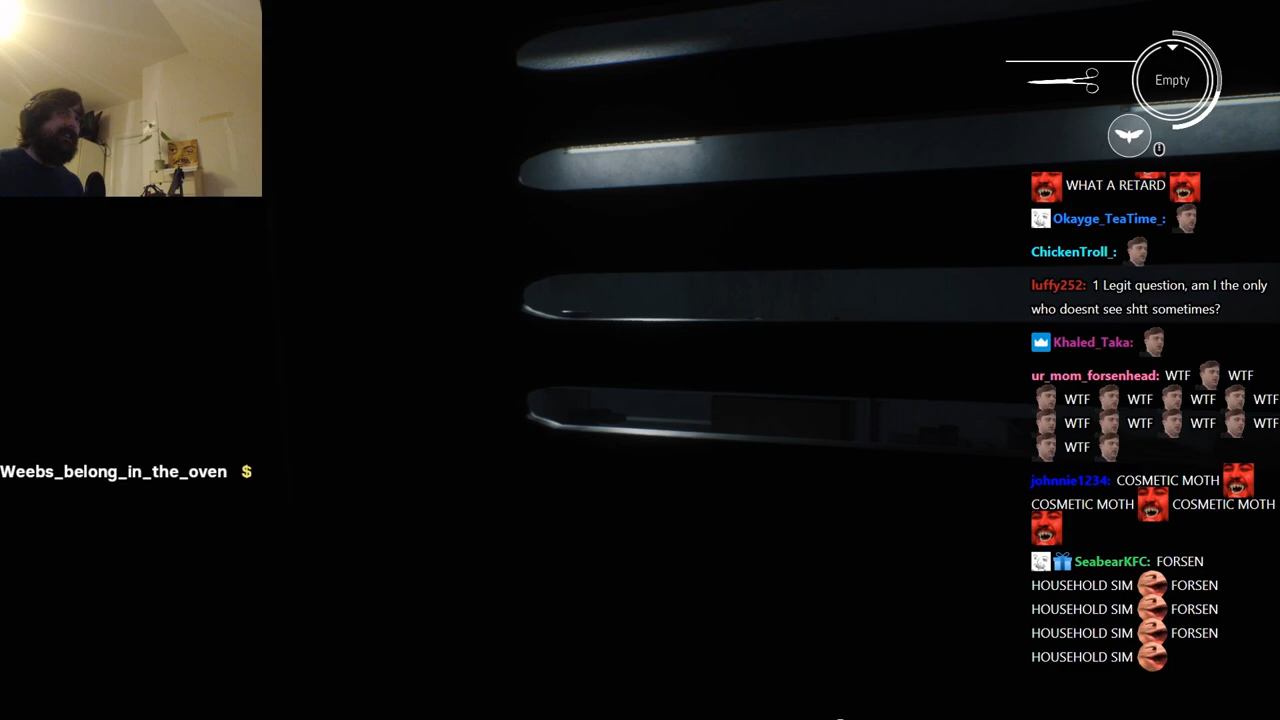 Empty
WHAT A RETARD
Okayge_TeaTime_:
ChickenTroll_:
luffy252: 1 Legit question, am I the only
who doesnt see shtt sometimes?
Khaled_Taka:
ur_mom_forsenhead: WTF WTF
WTF WTF WTF WTF
WTF WTF WTF WTF
WTF
Weebs_belong_in_the_oven $
johnnie1234: COSMETIC MOTH
COSMETIC MOTH COSMETIC MOTH
SeabearKFC: FORSEN
HOUSEHOLD SIM FORSEN
HOUSEHOLD SIM FORSEN
HOUSEHOLD SIM FORSEN
HOUSEHOLD SIM